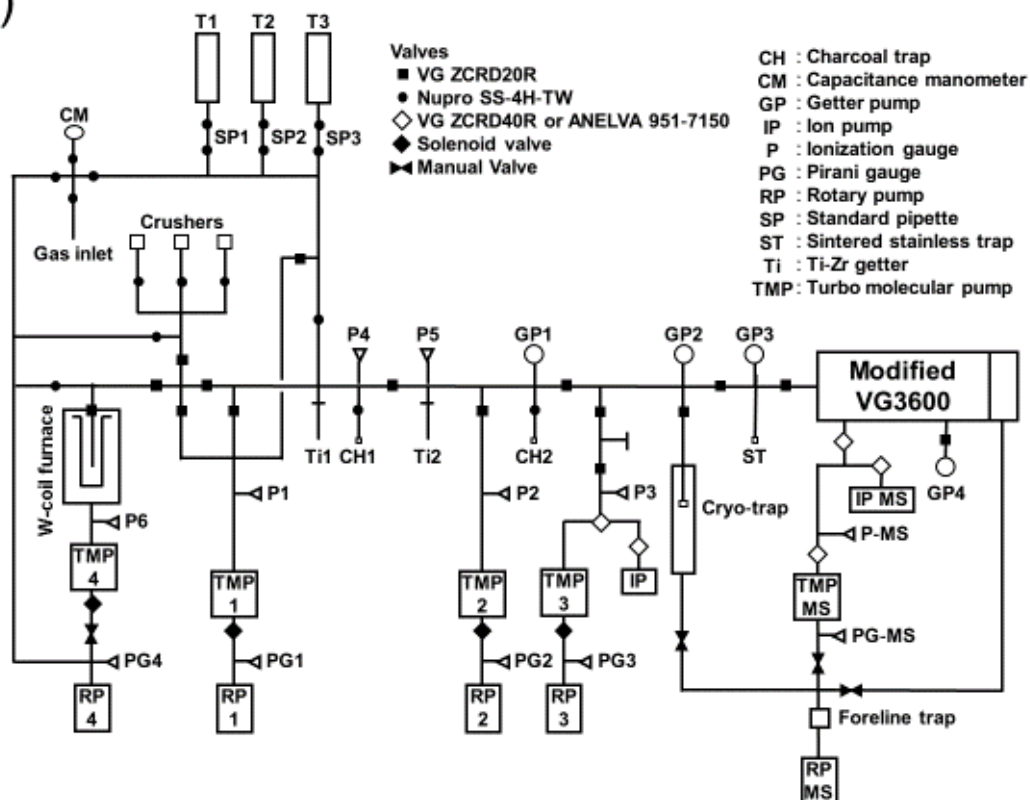 )
T1 T2 T3
Valves
VG ZCRD20R
Nupro SS-4H-TW
VG ZCRD40R or ANELVA 951-7150
Solenoid valve
Manual Valve
CH : Charcoal trap
CM : Capacitance manometer
GP : Getter pump
IP : Ion pump
P : Ionization gauge
PG : Pirani gauge
RP : Rotary pump
SP : Standard pipette
ST : Sintered stainless trap
Ti : Ti-Zr getter
TMP : Turbo molecular pump
CM
SP1 SP2 SP3
Gas inlet
Crushers
P4 P5 GP1 GP2 GP3
Modified
VG3600
Ti1 CH1 Ti2 CH2 ST
W-coil furnace
P1 P2 P3
Cryo-trap
IP MS
GP4
P6
P-MS
TMP
4
TMP
1
TMP
2
TMP
3
IP
TMP
MS
PG-MS
PG4 PG1 PG2 PG3
RP
4
RP
1
RP
2
RP
3
Foreline trap
RP
MS